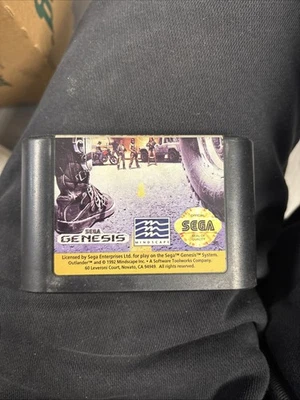 SEGA
GENESIS
MINDSCAPE
SEGA
Licensed by Sega Enterprises Ltd. for play on the Sega™ Genesis™ System.
Outlander™ and © 1992 Mindscape Inc. • A Software Toolworks Company
60 Leveroni Court, Novato, CA 94949. All rights reserved.